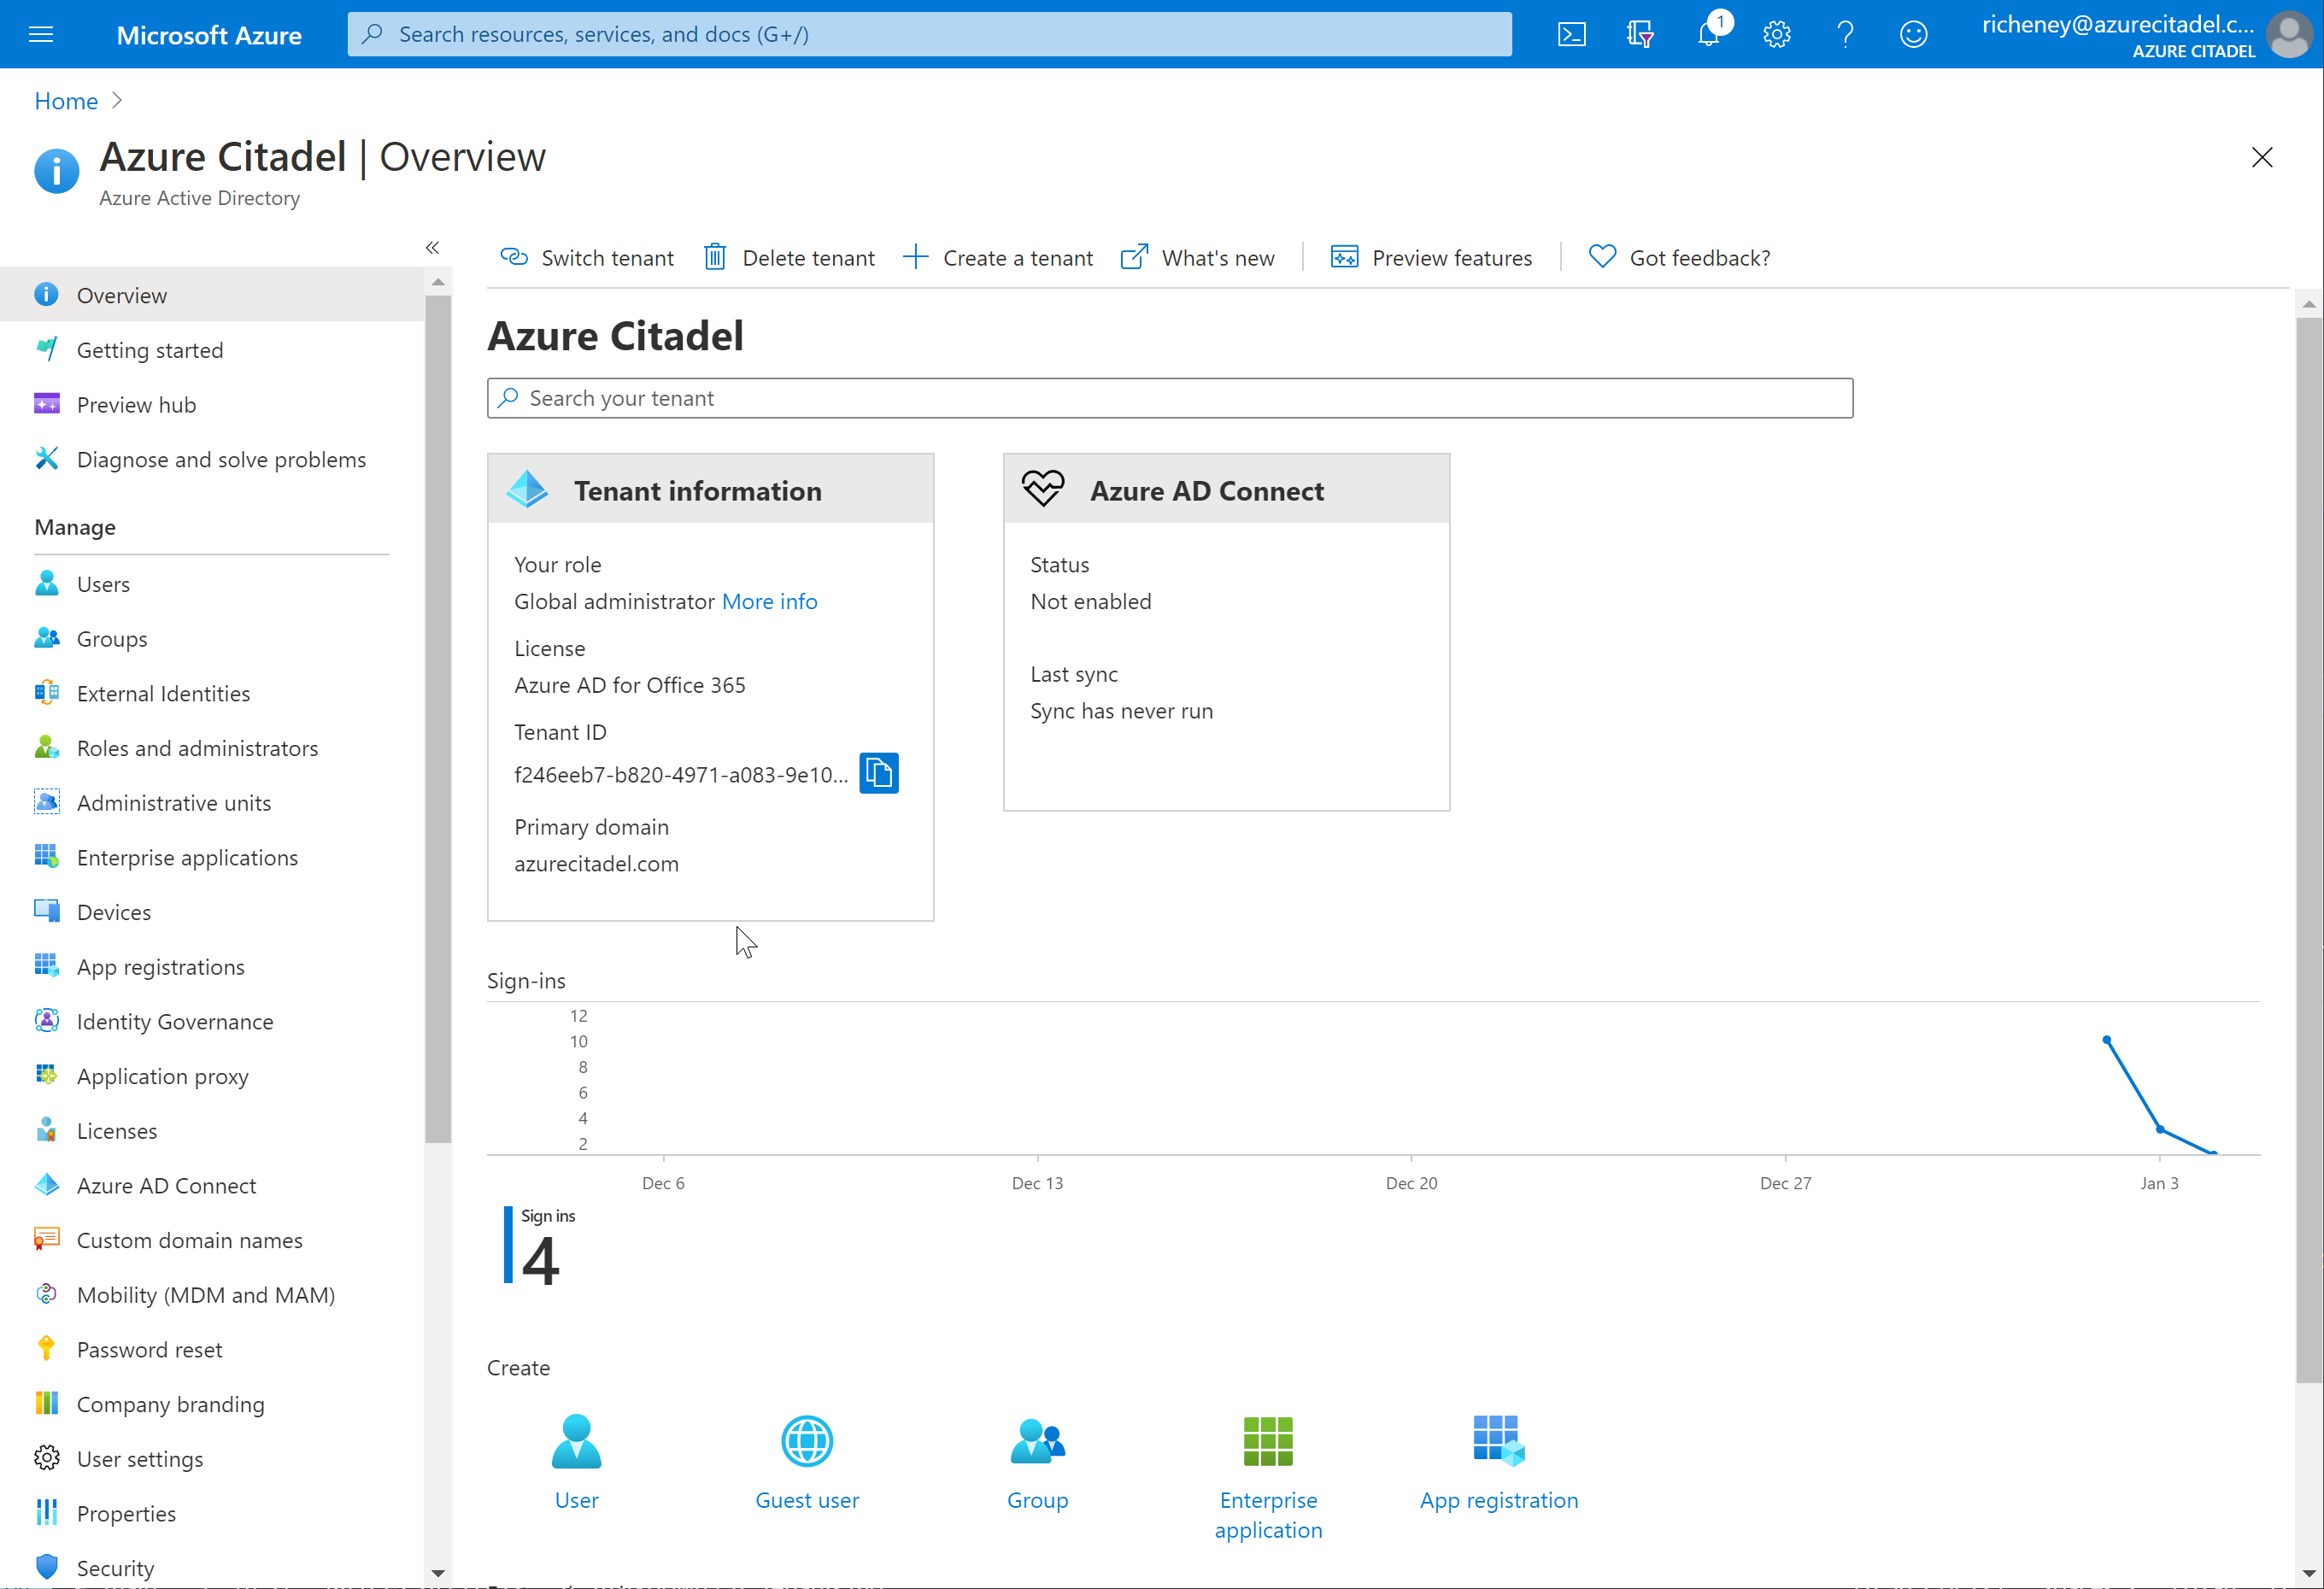 Microsoft Azure
Search resources, services, and docs (G+/)
1
richeney@azurecitadel.c...
AZURE CITADEL
Home
Azure Citadel | Overview
Azure Active Directory
Overview
Getting started
Preview hub
Diagnose and solve problems
Manage
Users
Groups
External Identities
Roles and administrators
Administrative units
Enterprise applications
Devices
App registrations
Identity Governance
Application proxy
Licenses
Azure AD Connect
Custom domain names
Mobility (MDM and MAM)
Password reset
Company branding
User settings
Properties
Security
Switch tenant
Delete tenant
Create a tenant
What's new
Preview features
Got feedback?
Azure Citadel
Search your tenant
Tenant information
Your role
Global administrator More info
License
Azure AD for Office 365
Tenant ID
f246eeb7-b820-4971-a083-9e10...
Primary domain
azurecitadel.com
Azure AD Connect
Status
Not enabled
Last sync
Sync has never run
Sign-ins
12
10
8
6
4
2
Dec 6
Dec 13
Dec 20
Dec 27
Jan 3
Sign ins
4
Create
User
Guest user
Group
Enterprise
application
App registration